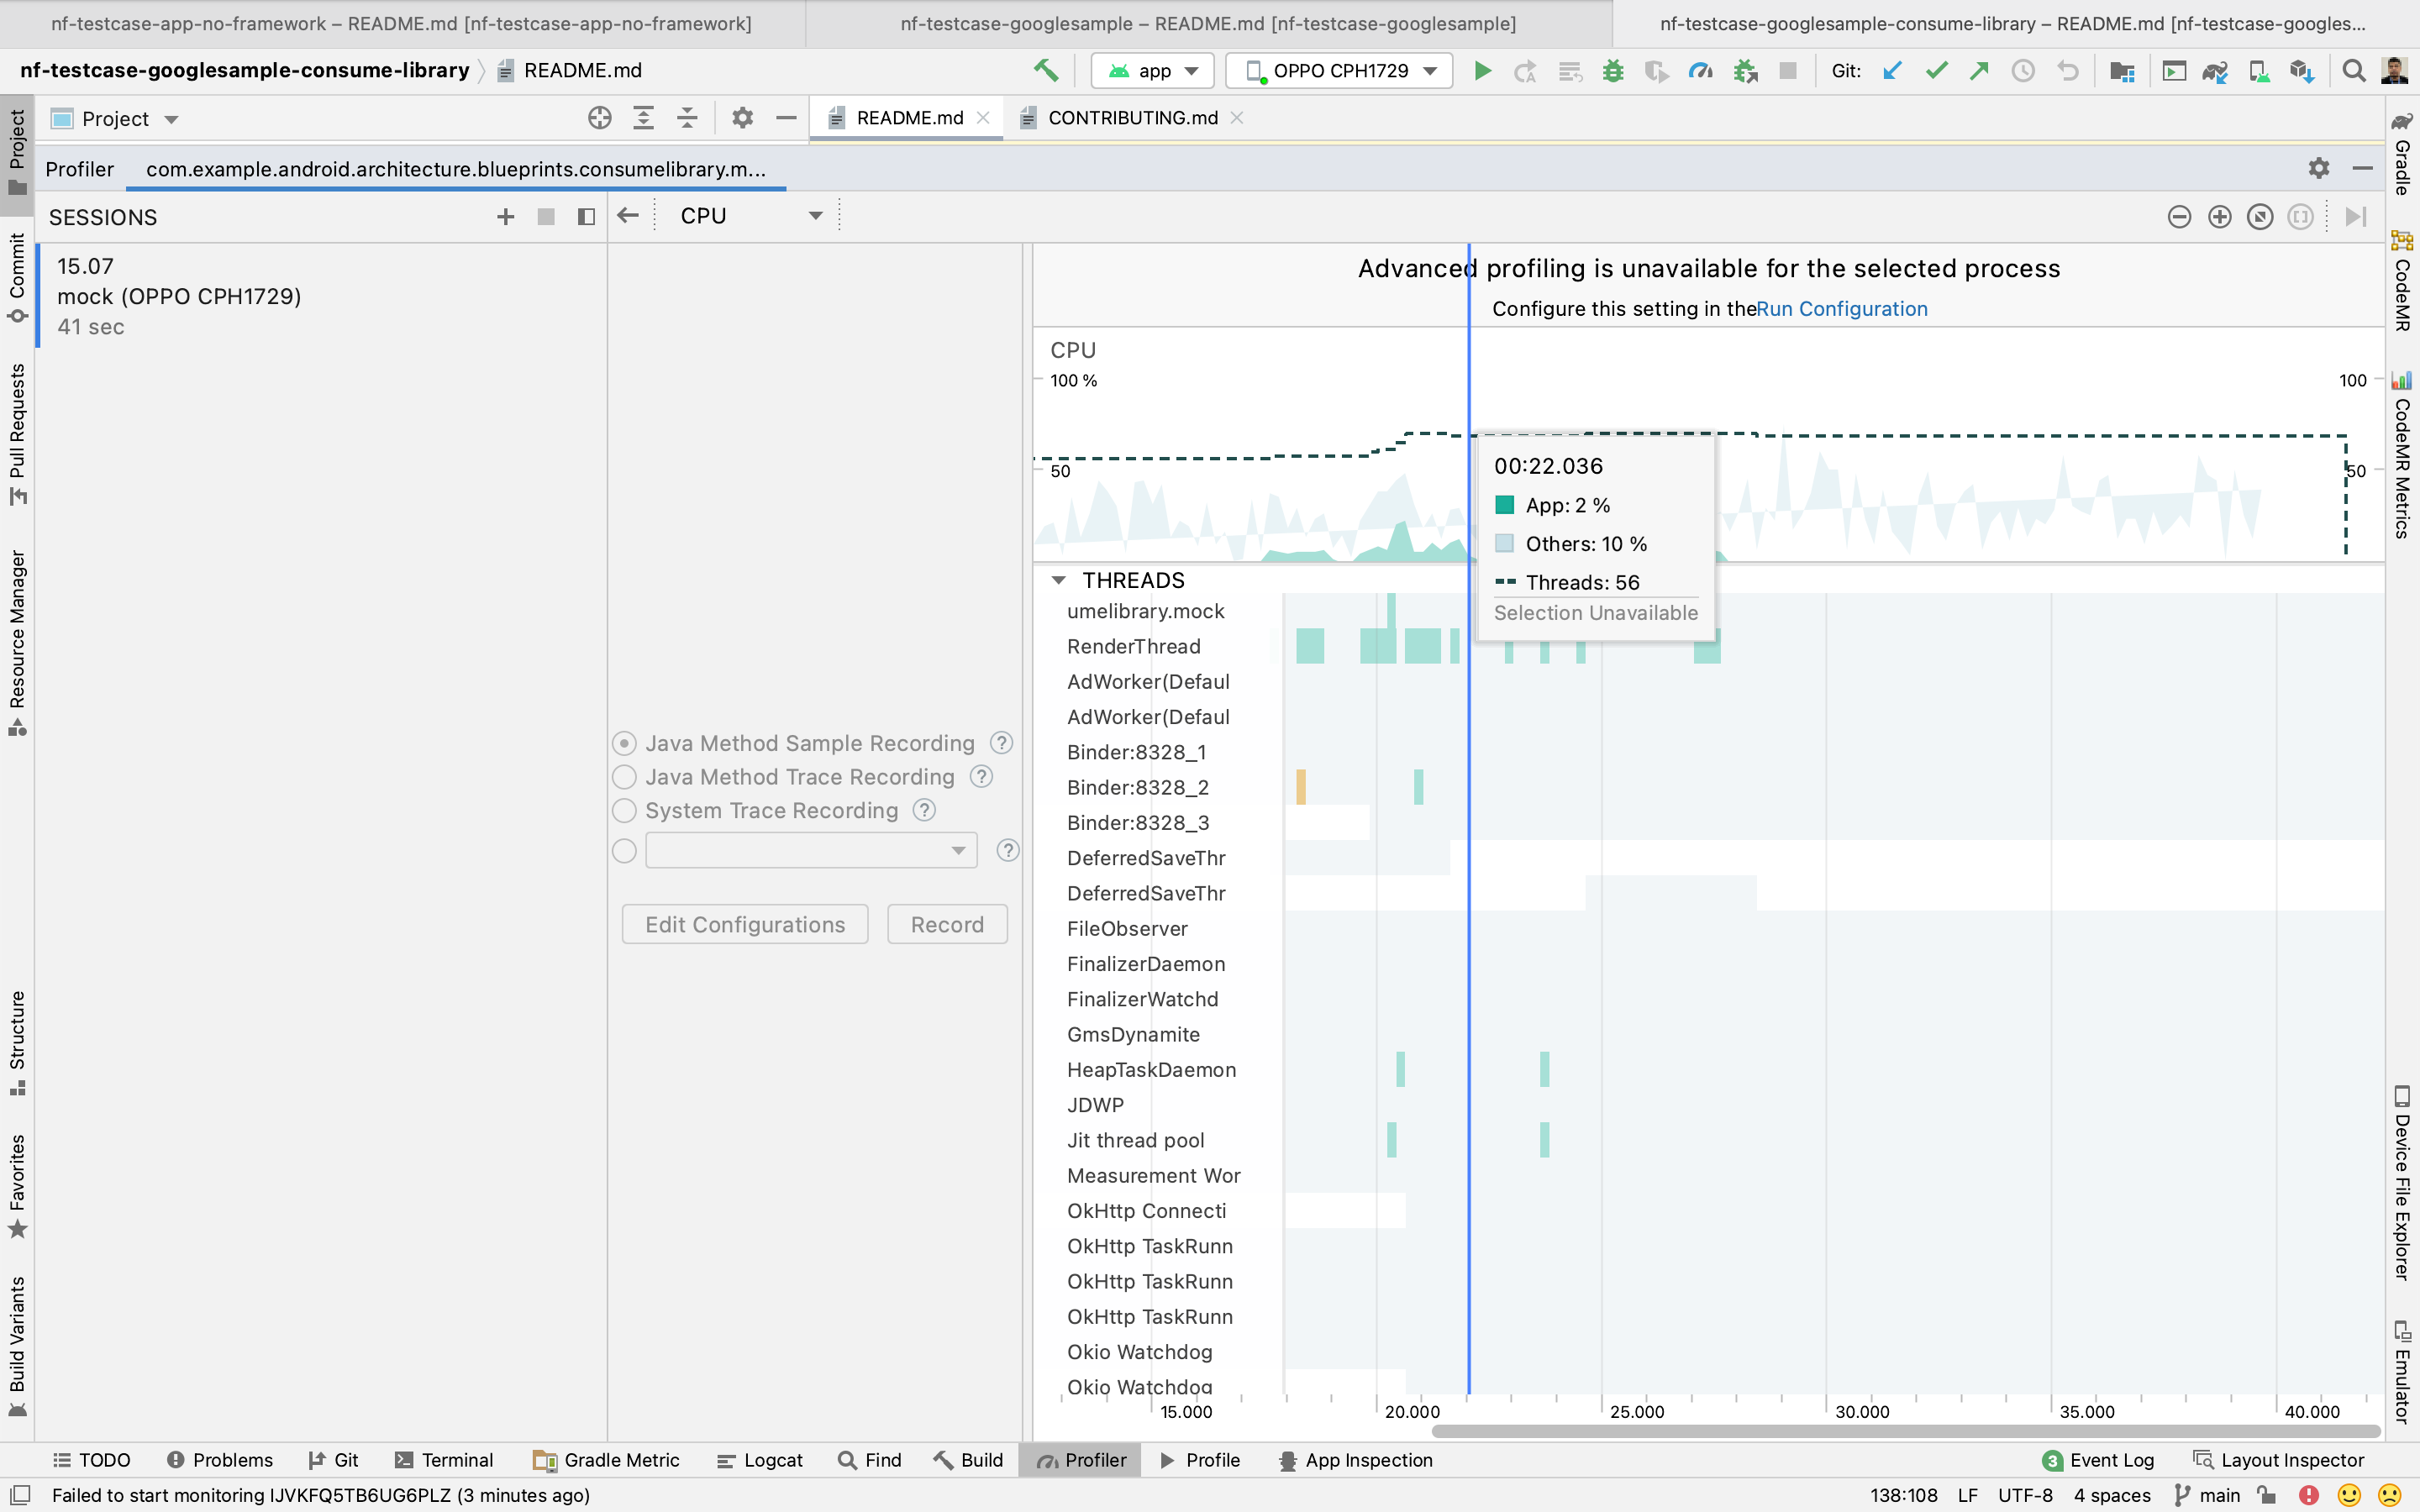 nf-testcase-app-no-framework – README.md [nf-testcase-app-no-framework]
nf-testcase-googlesample – README.md [nf-testcase-googlesample]
nf-testcase-googlesample-consume-library – README.md [nf-testcase-googles...
nf-testcase-googlesample-consume-library
README.md
app
OPPO CPH1729
Git:
Project
README.md
CONTRIBUTING.md
Profiler
com.example.android.architecture.blueprints.consumelibrary.m...
SESSIONS
CPU
15.07
mock (OPPO CPH1729)
41 sec
Advanced profiling is unavailable for the selected process
Configure this setting in theRun Configuration
CPU
100 %
100
50
50
00:22.036
App: 2 %
Others: 10 %
Threads: 56
Selection Unavailable
THREADS
umelibrary.mock
RenderThread
AdWorker(Defaul
AdWorker(Defaul
Binder:8328_1
Binder:8328_2
Binder:8328_3
DeferredSaveThr
DeferredSaveThr
FileObserver
FinalizerDaemon
FinalizerWatchd
GmsDynamite
HeapTaskDaemon
JDWP
Jit thread pool
Measurement Wor
OkHttp Connecti
OkHttp TaskRunn
OkHttp TaskRunn
OkHttp TaskRunn
Okio Watchdog
Okio Watchdog
15.000
20.000
25.000
30.000
35.000
40.000
Java Method Sample Recording
Java Method Trace Recording
System Trace Recording
Edit Configurations
Record
Project
Commit
Pull Requests
Resource Manager
Structure
Favorites
Build Variants
Gradle
CodeMR
CodeMR Metrics
Device File Explorer
Emulator
TODO
Problems
Git
Terminal
Gradle Metric
Logcat
Find
Build
Profiler
Profile
App Inspection
3
Event Log
Layout Inspector
Failed to start monitoring IJVKFQ5TB6UG6PLZ (3 minutes ago)
138:108
LF
UTF-8
4 spaces
main